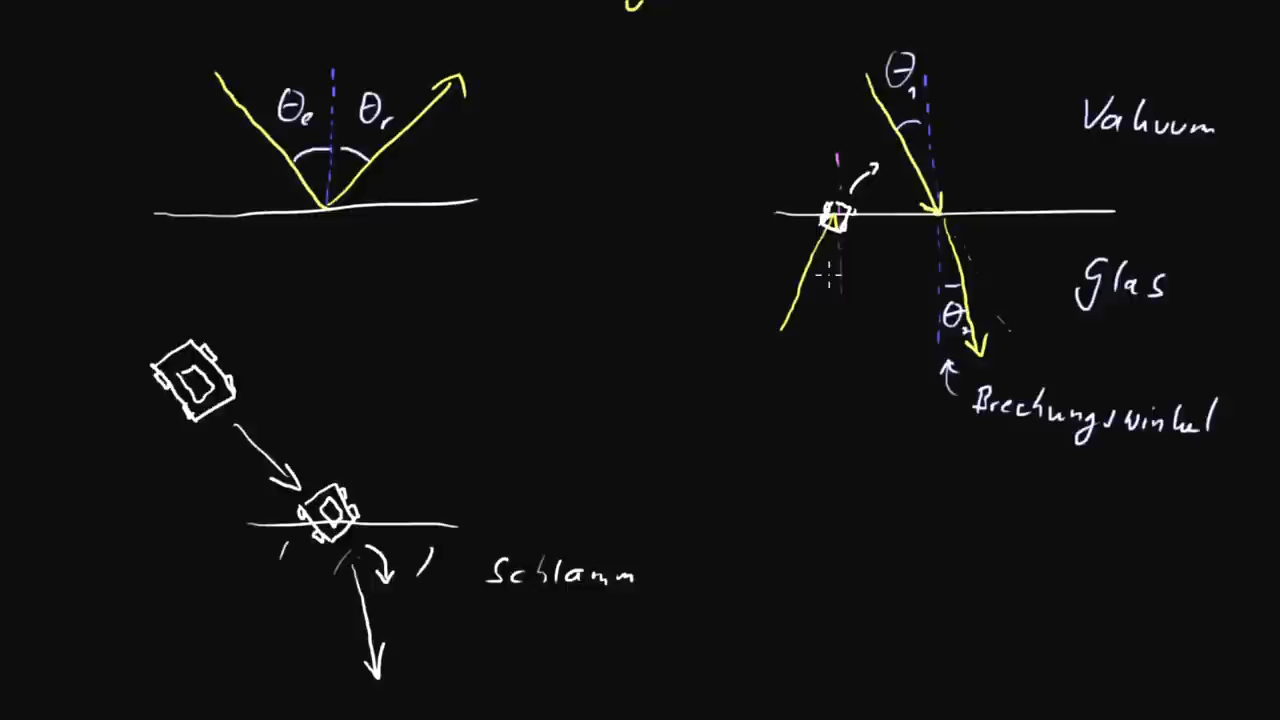 θe θr
θ1
Vakuum
Glas
θ2
Brechungswinkel
Schlamm